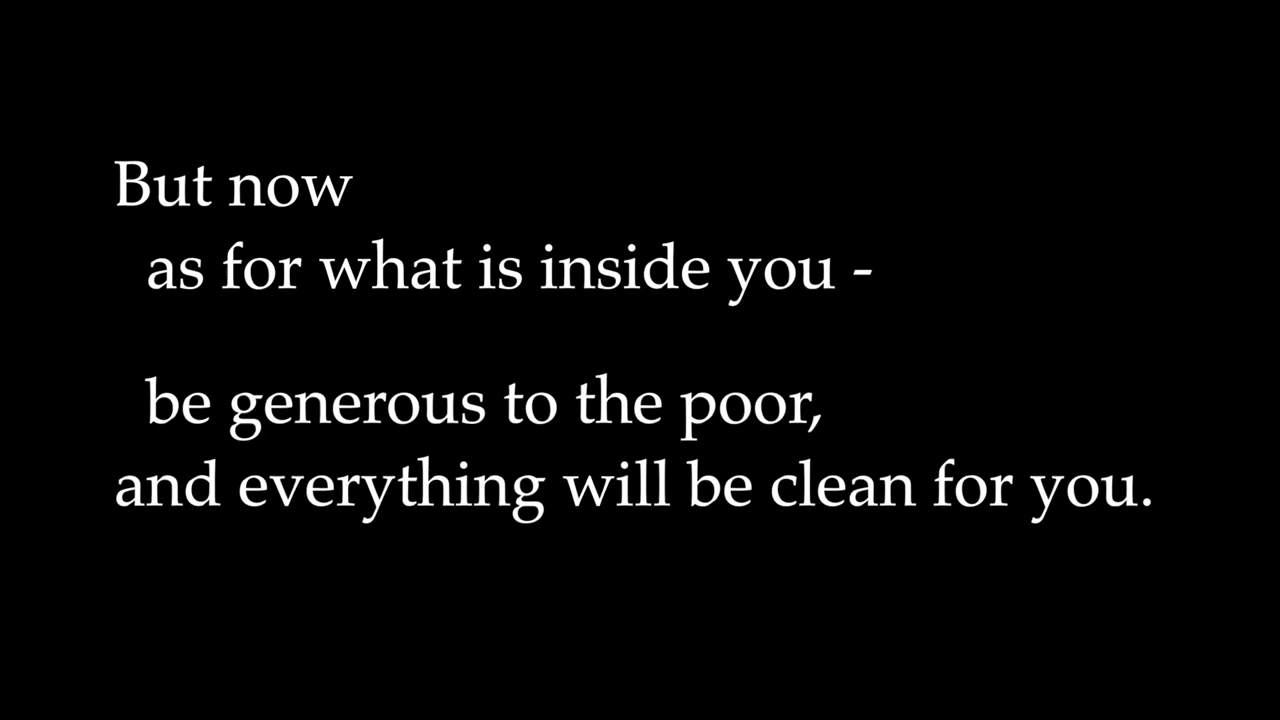 But now
as for what is inside you -
be generous to the poor,
and everything will be clean for you.